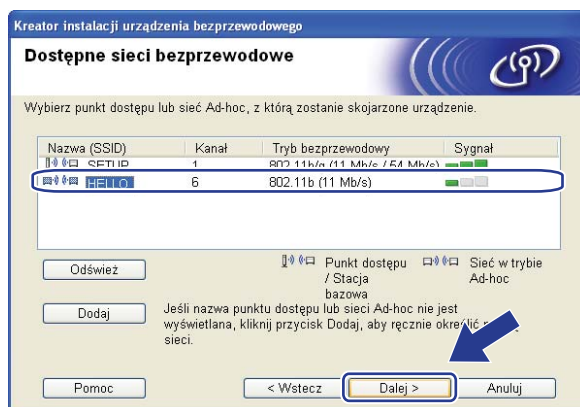 Kreator instalacji urządzenia bezprzewodowego
Dostępne sieci bezprzewodowe
Wybierz punkt dostępu lub sieć Ad-hoc, z którą zostanie skojarzone urządzenie.
Nazwa (SSID) Kanał Tryb bezprzewodowy Sygnał
SETUP 1 802.11b/g (11 Mb/s / 54 Mb/s)
HELLO 6 802.11b (11 Mb/s)
Odśwież
Punkt dostępu
/ Stacja
bazowa
Sieć w trybie
Ad-hoc
Dodaj
Jeśli nazwa punktu dostępu lub sieci Ad-hoc nie jest
wyświetlana, kliknij przycisk Dodaj, aby ręcznie określić
sieci.
Pomoc < Wstecz Dalej > Anuluj